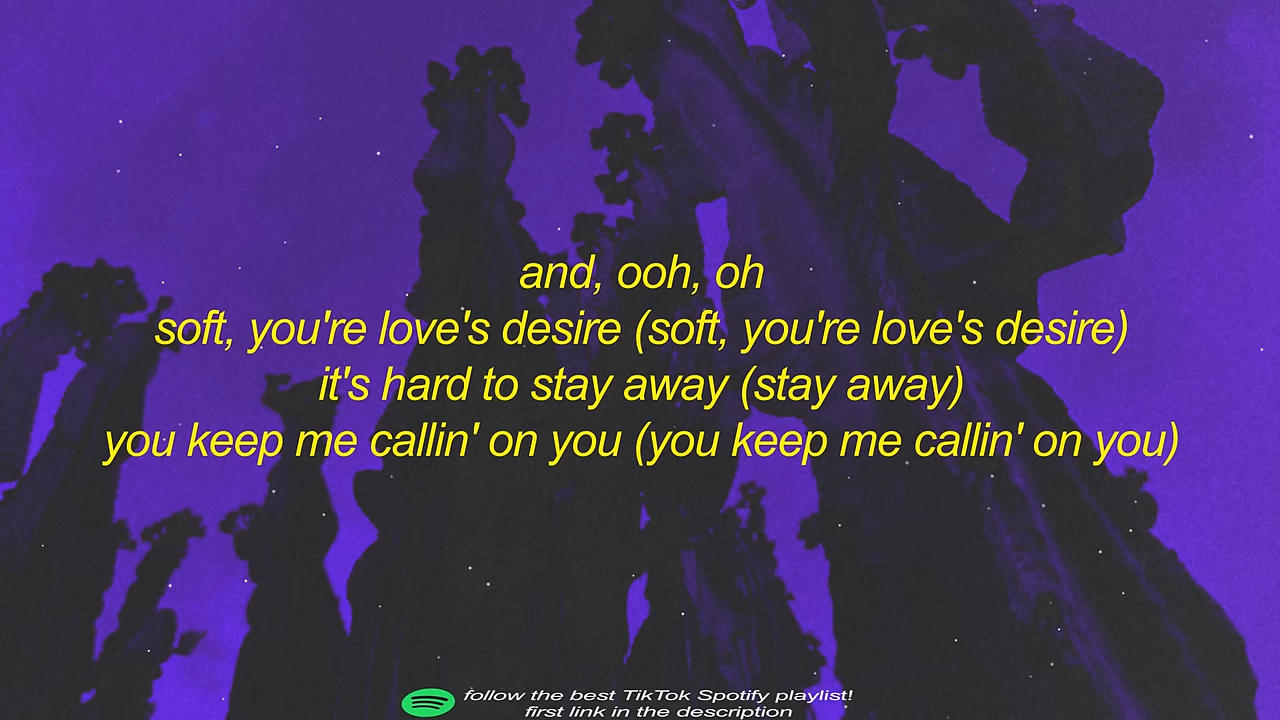 and, ooh, oh
soft, you're love's desire (soft, you're love's desire)
it's hard to stay away (stay away)
you keep me callin' on you (you keep me callin' on you)
follow the best TikTok Spotify playlist!
first link in the description